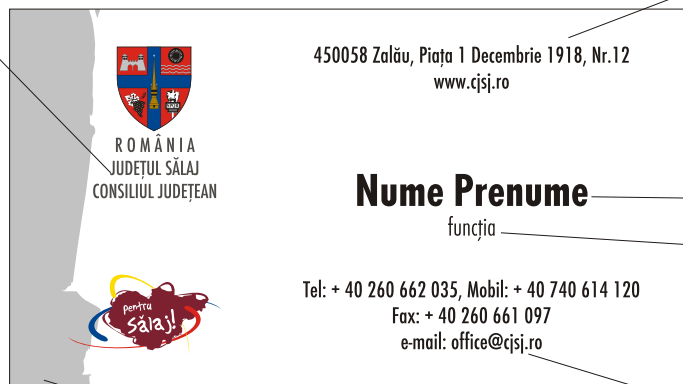 450058 Zalău, Piața 1 Decembrie 1918, Nr.12
www.cjsj.ro
ROMÂNIA
JUDEȚUL SĂLAJ
CONSILIUL JUDEȚEAN
Nume Prenume
funcția
pentru
Sălaj!
Tel: + 40 260 662 035, Mobil: + 40 740 614 120
Fax: + 40 260 661 097
e-mail: office@cjsj.ro